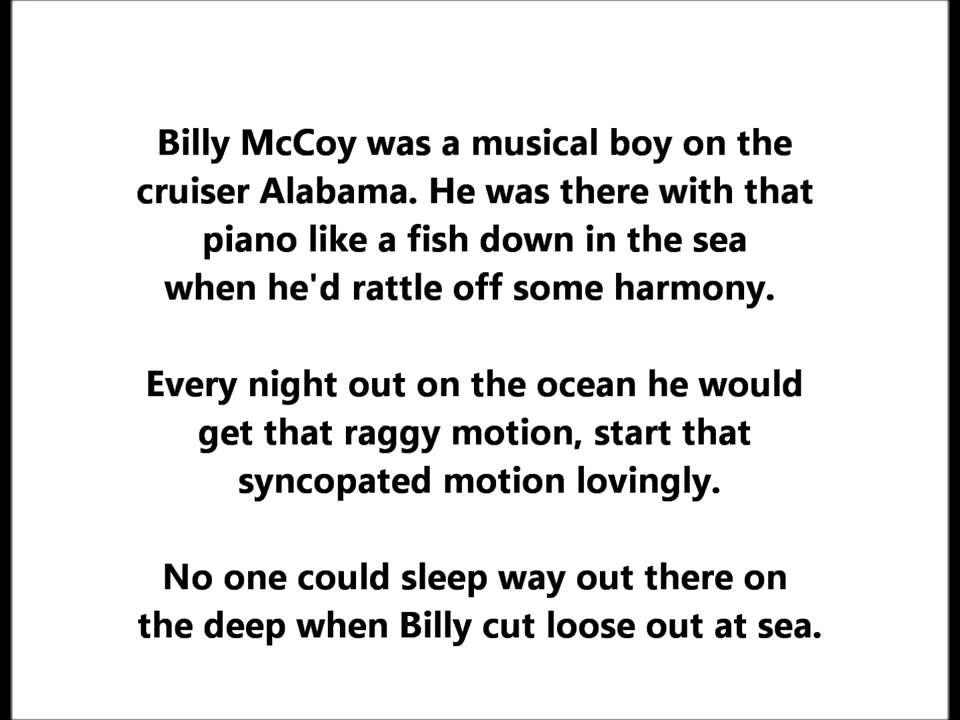 Billy McCoy was a musical boy on the
cruiser Alabama. He was there with that
piano like a fish down in the sea
when he'd rattle off some harmony.
Every night out on the ocean he would
get that raggy motion, start that
syncopated motion lovingly.
No one could sleep way out there on
the deep when Billy cut loose out at sea.